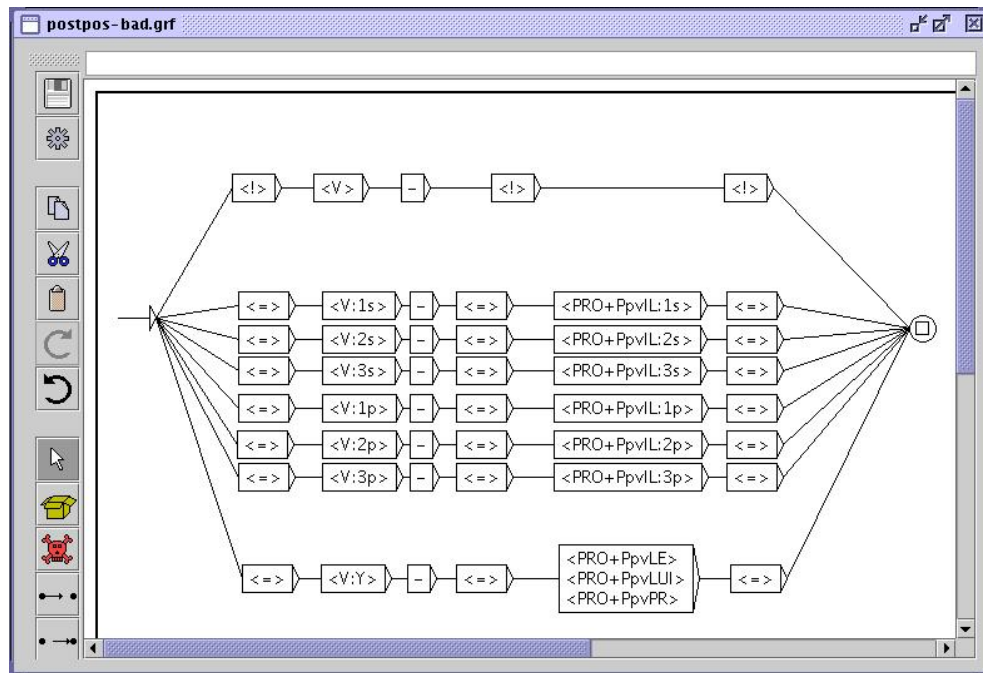 postpos-bad.grf
<!> <V> - <!> <!>
<=> <V:1s> - <=> <PRO+PpvIL:1s> <=>
<=> <V:2s> - <=> <PRO+PpvIL:2s> <=>
<=> <V:3s> - <=> <PRO+PpvIL:3s> <=>
<=> <V:1p> - <=> <PRO+PpvIL:1p> <=>
<=> <V:2p> - <=> <PRO+PpvIL:2p> <=>
<=> <V:3p> - <=> <PRO+PpvIL:3p> <=>
<PRO+PpvLE>
<=> <V:Y> - <=> <PRO+PpvLUI> <=>
<PRO+PpvPR>